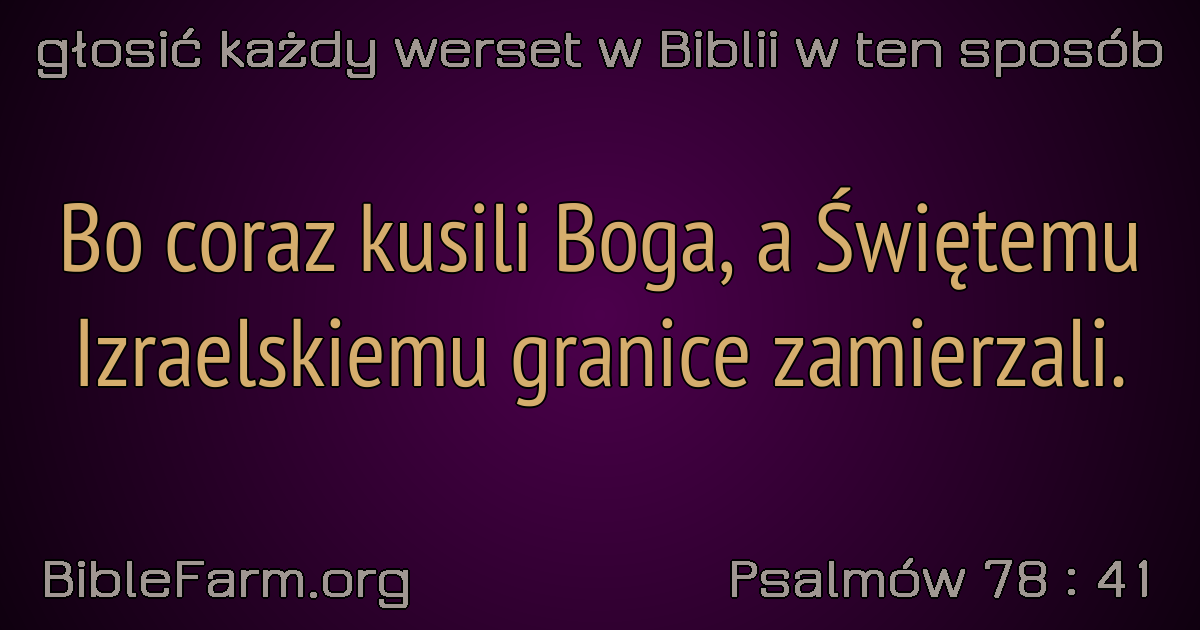 głosić każdy werset w Biblii w ten sposób
Bo coraz kusili Boga, a Świętemu
Izraelskiemu granice zamierzali.
BibleFarm.org
Psalmów 78 : 41